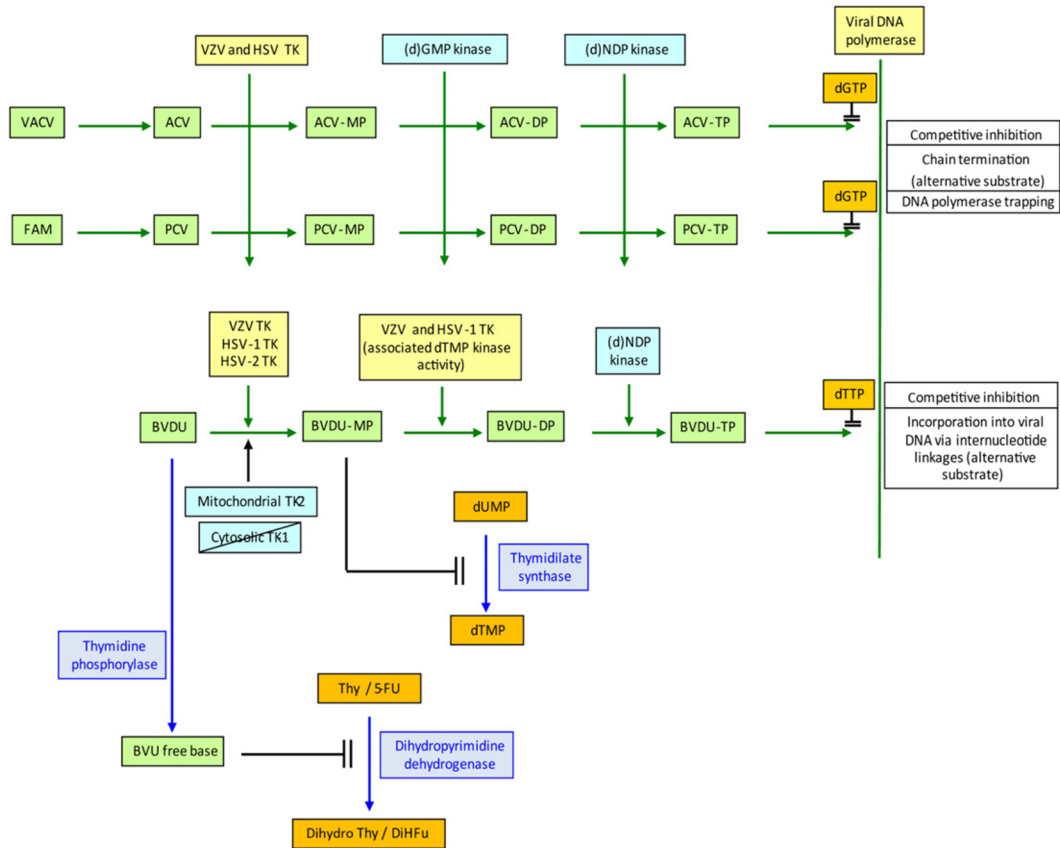 Viral DNA
polymerase
VZV and HSV TK
(d)GMP kinase
(d)NDP kinase
dGTP
VACV
ACV
ACV-MP
ACV-DP
ACV-TP
Competitive inhibition
Chain termination
(alternative substrate)
DNA polymerase trapping
dGTP
FAM
PCV
PCV-MP
PCV-DP
PCV-TP
VZV TK
HSV-1 TK
HSV-2 TK
VZV and HSV-1 TK
(associated dTMP kinase
activity)
(d)NDP
kinase
dTTP
BVDU
BVDU-MP
BVDU-DP
BVDU-TP
Competitive inhibition
Incorporation into viral
DNA via internucleotide
linkages (alternative
substrate)
Mitochondrial TK2
Cytosolic TK1
dUMP
Thymidilate
synthase
dTMP
Thymidine
phosphorylase
Thy / 5-FU
BVU free base
Dihydropyrimidine
dehydrogenase
Dihydro Thy / DiHFu